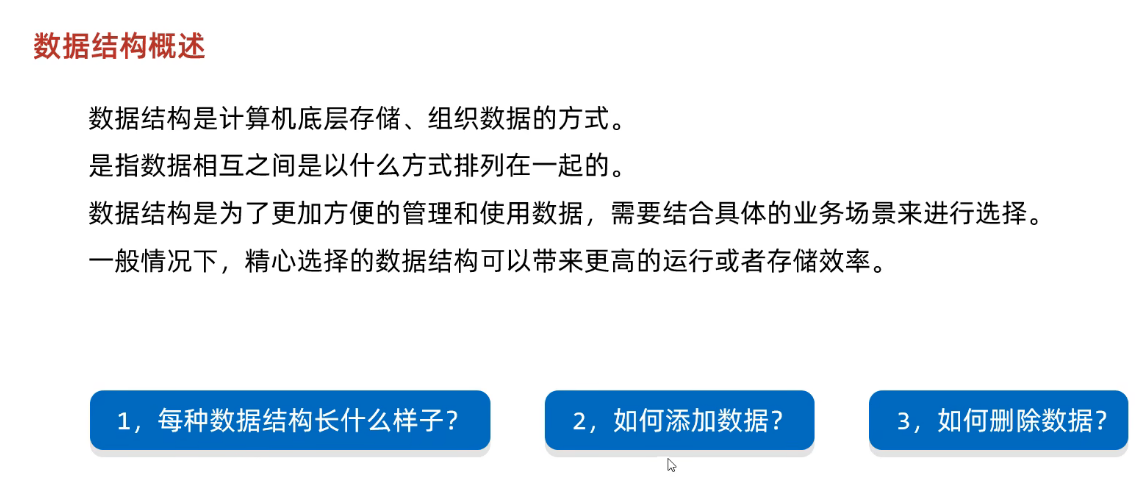 数据结构概述
数据结构是计算机底层存储、组织数据的方式。
是指数据相互之间是以什么方式排列在一起的。
数据结构是为了更加方便的管理和使用数据，需要结合具体的业务场景来进行选择。
一般情况下，精心选择的数据结构可以带来更高的运行或者存储效率。
1，每种数据结构长什么样子？
2，如何添加数据？
3，如何删除数据？